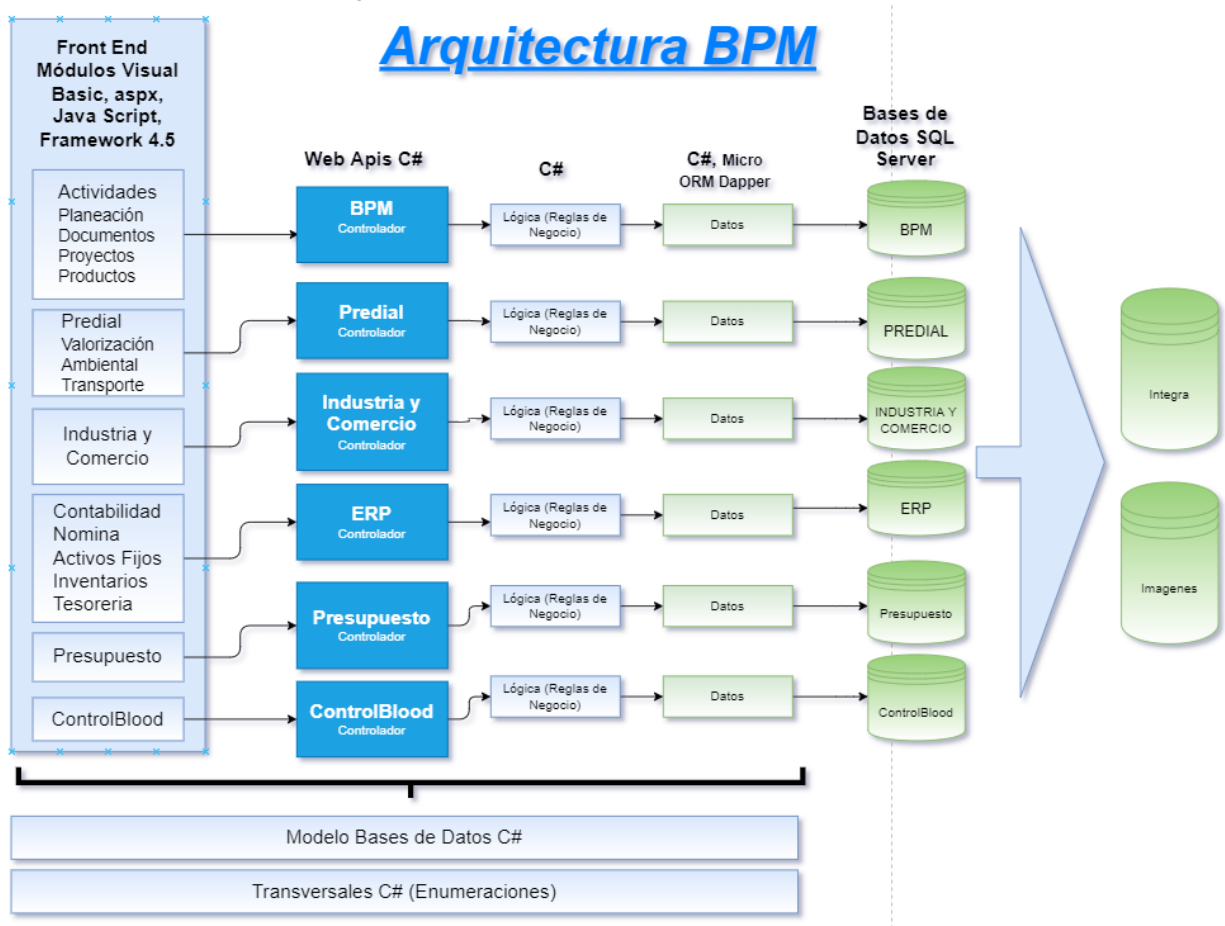 Arquitectura BPM
Front End
Módulos Visual
Basic, aspx,
Java Script,
Framework 4.5
Web Apis C#
C#
C#, Micro
ORM Dapper
Bases de
Datos SQL
Server
Actividades
Planeación
Documentos
Proyectos
Productos
BPM
Controlador
Lógica (Reglas de
Negocio)
Datos
BPM
Predial
Valorización
Ambiental
Transporte
Predial
Controlador
Lógica (Reglas de
Negocio)
Datos
PREDIAL
Industria y
Comercio
Industria y
Comercio
Controlador
Lógica (Reglas de
Negocio)
Datos
INDUSTRIA Y
COMERCIO
Contabilidad
Nomina
Activos Fijos
Inventarios
Tesoreria
ERP
Controlador
Lógica (Reglas de
Negocio)
Datos
ERP
Presupuesto
Presupuesto
Controlador
Lógica (Reglas de
Negocio)
Datos
Presupuesto
ControlBlood
ControlBlood
Controlador
Lógica (Reglas de
Negocio)
Datos
ControlBlood
Integra
Imagenes
Modelo Bases de Datos C#
Transversales C# (Enumeraciones)